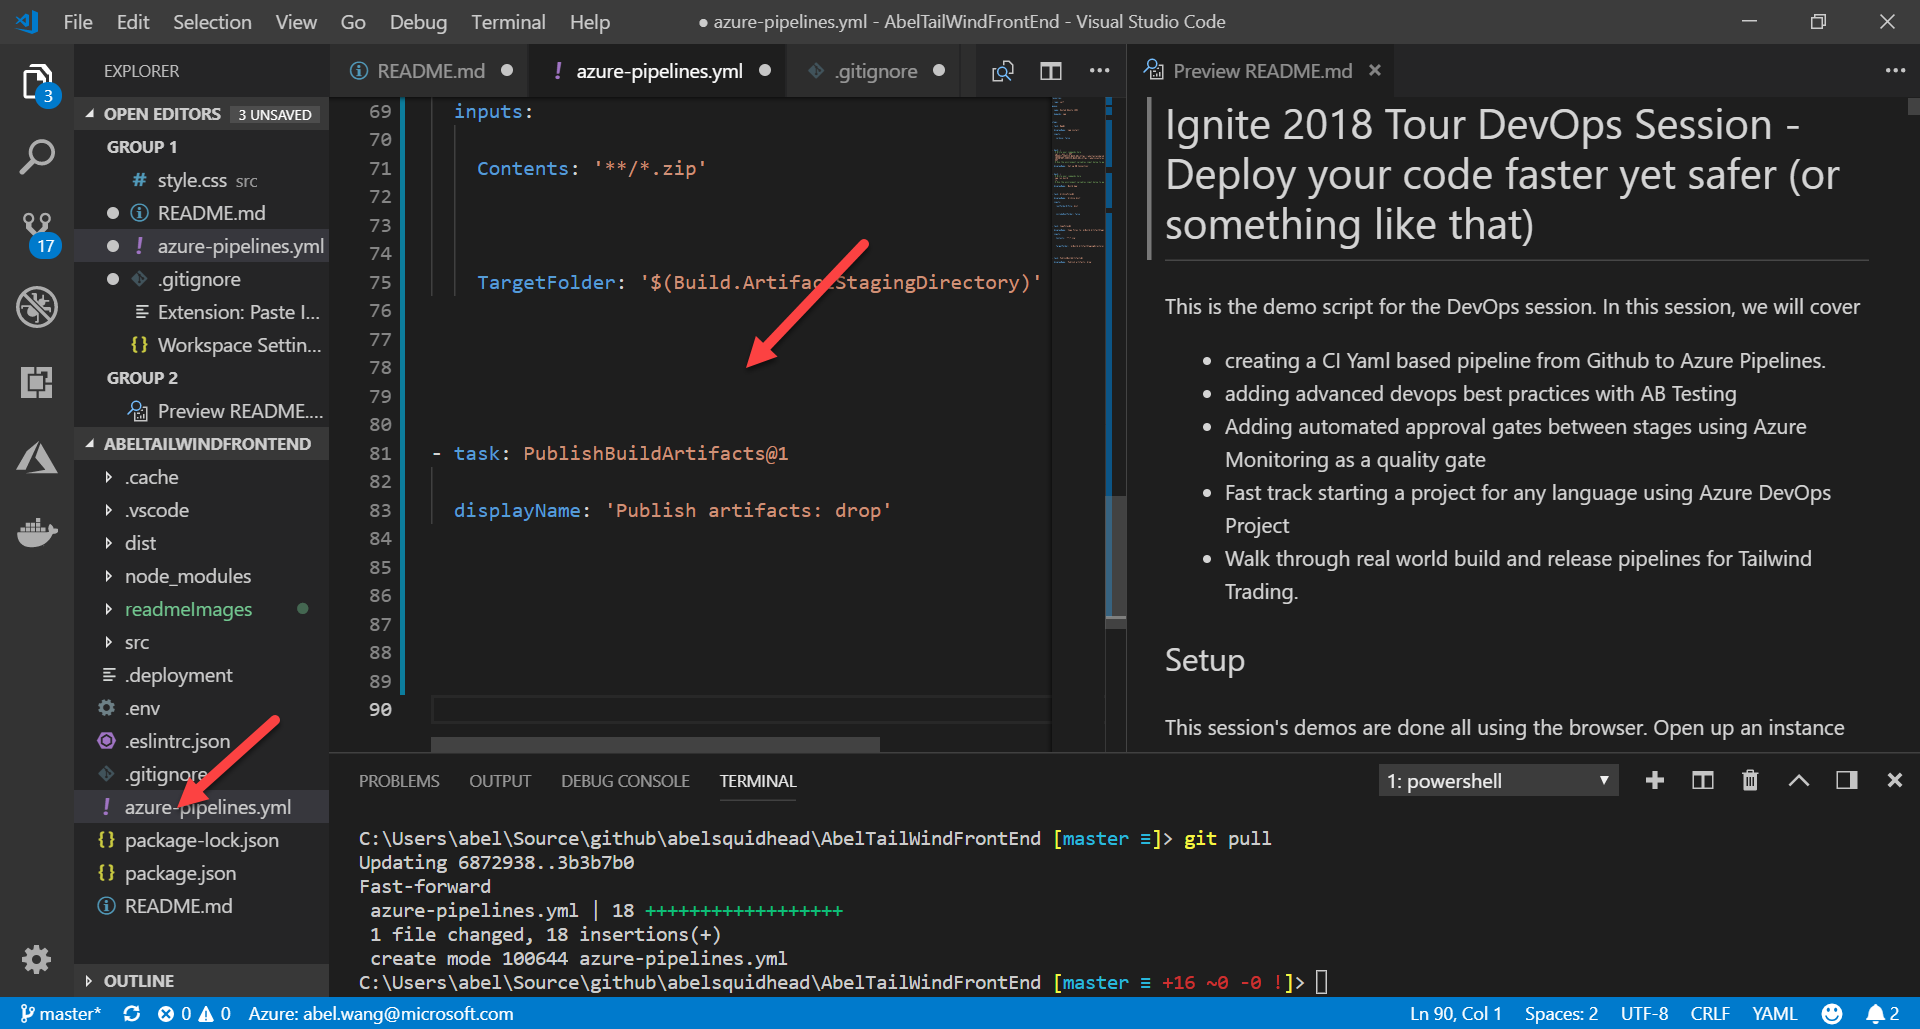 File Edit Selection View Go Debug Terminal Help
● azure-pipelines.yml - AbelTailWindFrontEnd - Visual Studio Code
3
17
EXPLORER
OPEN EDITORS 3 UNSAVED
GROUP 1
# style.css src
README.md
! azure-pipelines.yml
.gitignore
Extension: Paste I...
{} Workspace Settin...
GROUP 2
Preview README....
ABELTAILWINDFRONTEND
.cache
.vscode
dist
node_modules
readmeImages
src
.deployment
.env
.eslintrc.json
.gitignore
! azure-pipelines.yml
{} package-lock.json
{} package.json
README.md
OUTLINE
README.md
! azure-pipelines.yml
.gitignore
69 inputs:
70
71 Contents: '**/*.zip'
72
73
74
75 TargetFolder: '$(Build.ArtifactStagingDirectory)'
76
77
78
79
80
81 - task: PublishBuildArtifacts@1
82
83 displayName: 'Publish artifacts: drop'
84
85
86
87
88
89
90
Preview README.md
Ignite 2018 Tour DevOps Session -
Deploy your code faster yet safer (or
something like that)
This is the demo script for the DevOps session. In this session, we will cover
• creating a CI Yaml based pipeline from Github to Azure Pipelines.
• adding advanced devops best practices with AB Testing
• Adding automated approval gates between stages using Azure
Monitoring as a quality gate
• Fast track starting a project for any language using Azure DevOps
Project
• Walk through real world build and release pipelines for Tailwind
Trading.
Setup
This session's demos are done all using the browser. Open up an instance
PROBLEMS OUTPUT DEBUG CONSOLE TERMINAL
1: powershell
C:\Users\abel\Source\github\abelsquidhead\AbelTailWindFrontEnd [master ≡]> git pull
Updating 6872938..3b3b7b0
Fast-forward
azure-pipelines.yml | 18 ++++++++++++++++++
1 file changed, 18 insertions(+)
create mode 100644 azure-pipelines.yml
C:\Users\abel\Source\github\abelsquidhead\AbelTailWindFrontEnd [master ≡ +16 ~0 -0 !]>
master* 0 0 Azure: abel.wang@microsoft.com
Ln 90, Col 1 Spaces: 2 UTF-8 CRLF YAML 2